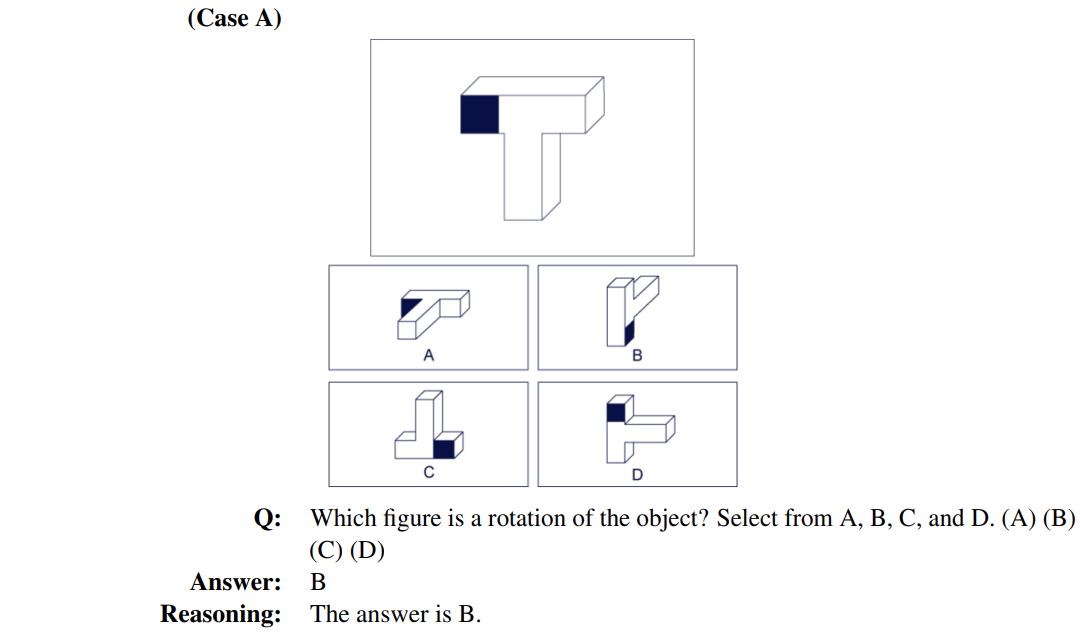 (Case A)
A
B
C
D
Q: Which figure is a rotation of the object? Select from A, B, C, and D. (A) (B)
(C) (D)
Answer: B
Reasoning: The answer is B.